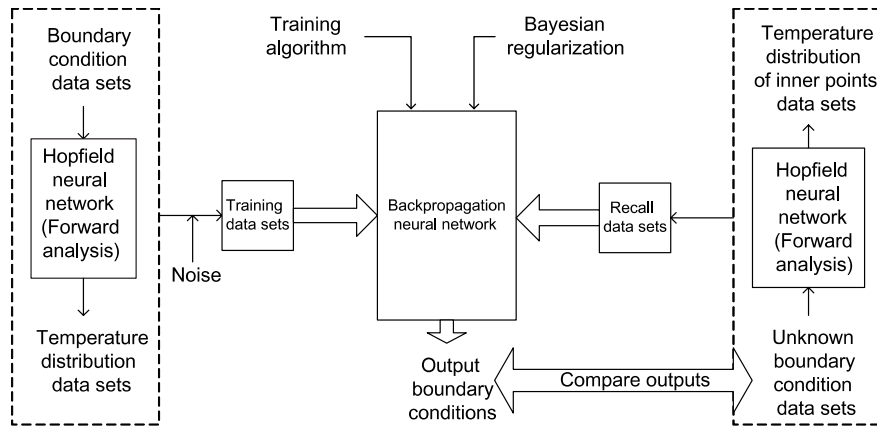 Boundary
condition
data sets
Hopfield
neural
network
(Forward
analysis)
Temperature
distribution
data sets
Noise
Training
data sets
Training
algorithm
Bayesian
regularization
Backpropagation
neural network
Output
boundary
conditions
Compare outputs
Recall
data sets
Temperature
distribution
of inner points
data sets
Hopfield
neural
network
(Forward
analysis)
Unknown
boundary
condition
data sets